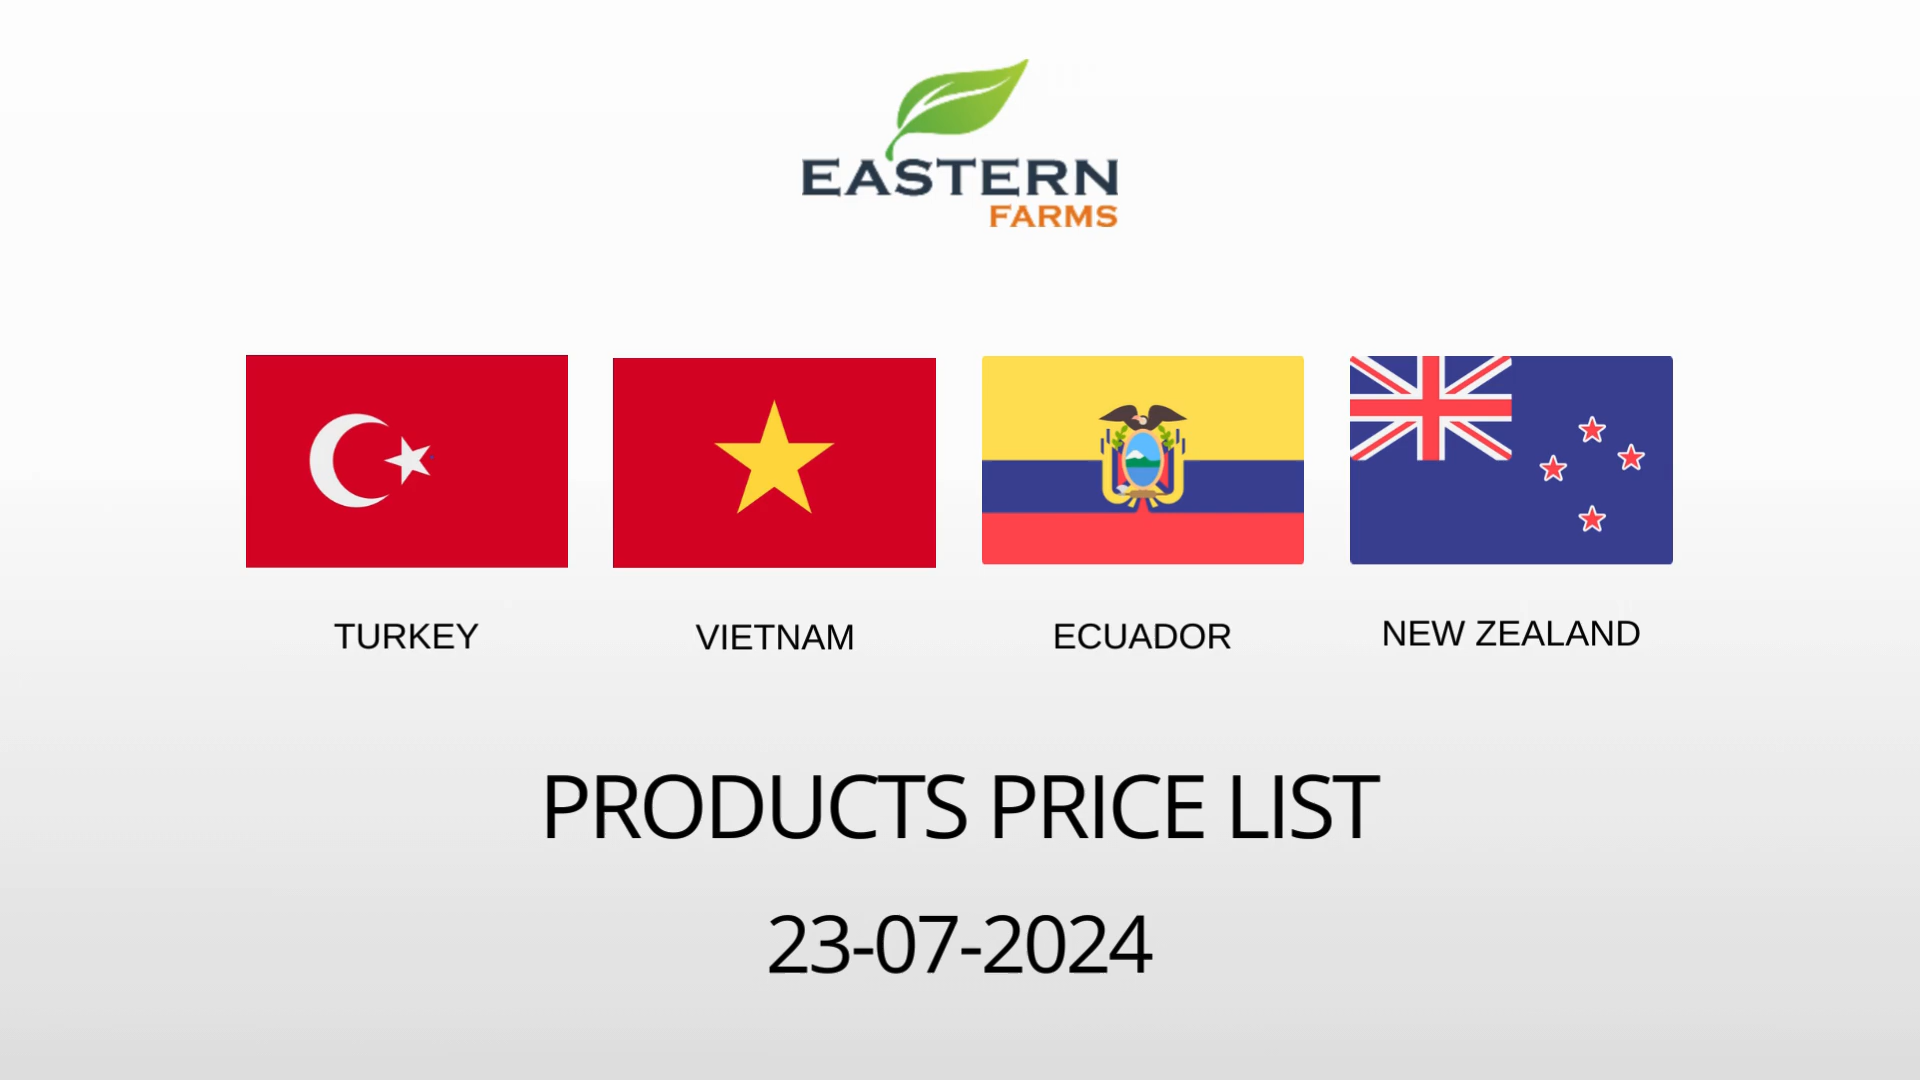 EASTERN
FARMS
TURKEY
VIETNAM
ECUADOR
NEW ZEALAND
PRODUCTS PRICE LIST
23-07-2024